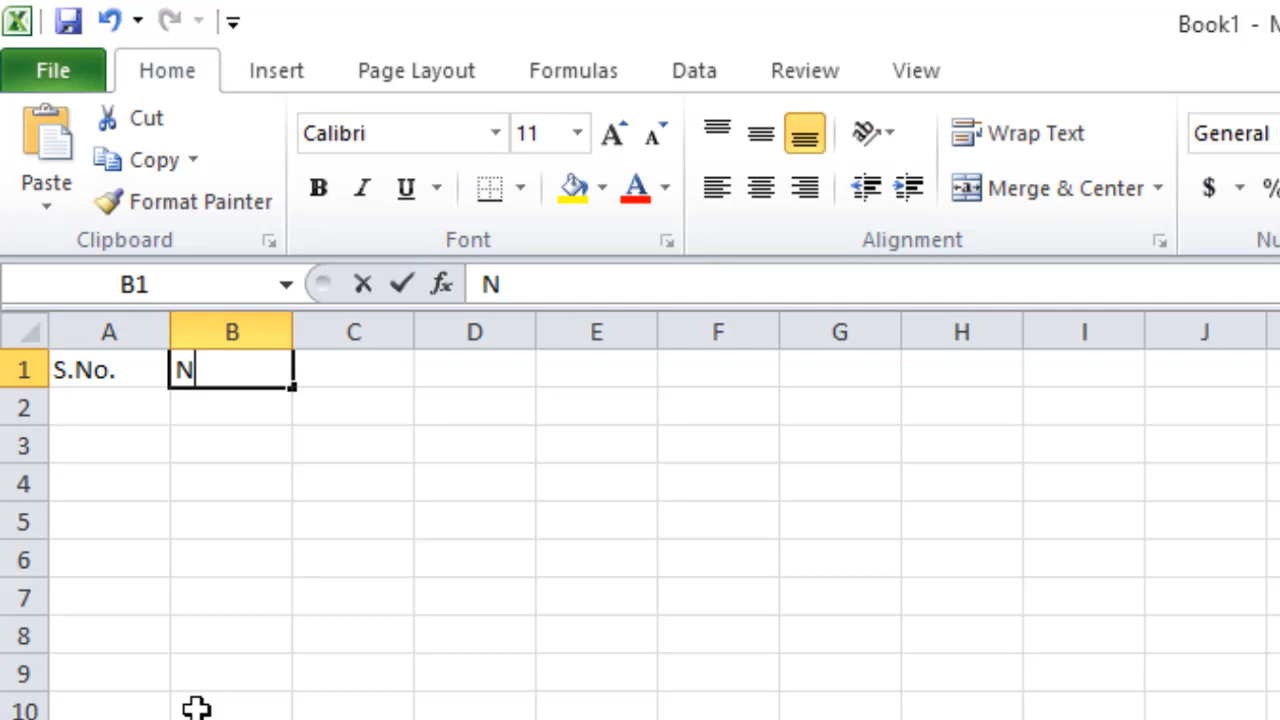 Book1 - M
File Home Insert Page Layout Formulas Data Review View
Cut
Calibri 11 A A Wrap Text General
Copy
Paste B I U A Merge & Center $ %
Format Painter
Clipboard Font Alignment Nu
B1 fx N
A B C D E F G H I J
1 S.No. N
2
3
4
5
6
7
8
9
10